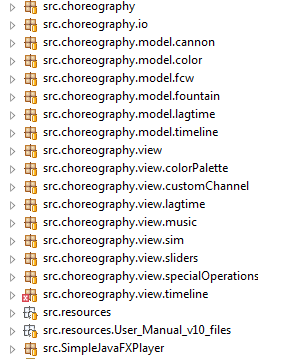 src.choreography
src.choreography.io
src.choreography.model.cannon
src.choreography.model.color
src.choreography.model.fcw
src.choreography.model.fountain
src.choreography.model.lagtime
src.choreography.model.timeline
src.choreography.view
src.choreography.view.colorPalette
src.choreography.view.customChannel
src.choreography.view.lagtime
src.choreography.view.music
src.choreography.view.sim
src.choreography.view.sliders
src.choreography.view.specialOperations
src.choreography.view.timeline
src.resources
src.resources.User_Manual_v10_files
src.SimpleJavaFXPlayer